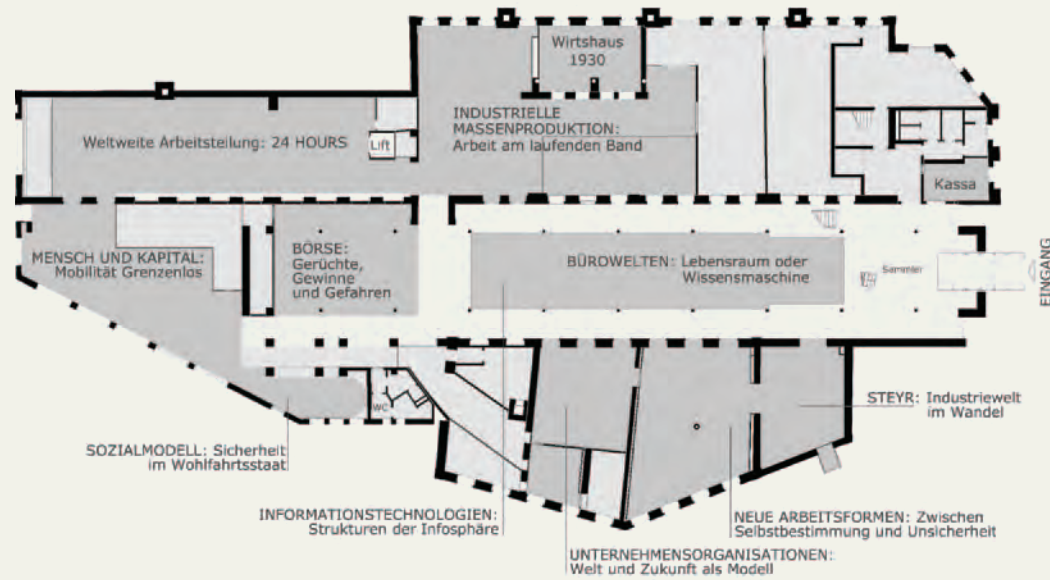 Wirtshaus
1930
INDUSTRIELLE
MASSENPRODUKTION:
Arbeit am laufenden Band
Weltweite Arbeitsteilung: 24 HOURS
Lift
Kassa
MENSCH UND KAPITAL:
Mobilität Grenzenlos
BÖRSE:
Gerüchte,
Gewinne
und Gefahren
BÜROWELTEN: Lebensraum oder
Wissensmaschine
Sammler
EINGANG
WC
STEYR: Industriewelt
im Wandel
SOZIALMODELL: Sicherheit
im Wohlfahrtsstaat
INFORMATIONSTECHNOLOGIEN:
Strukturen der Infosphäre
NEUE ARBEITSFORMEN: Zwischen
Selbstbestimmung und Unsicherheit
UNTERNEHMENSORGANISATIONEN:
Welt und Zukunft als Modell